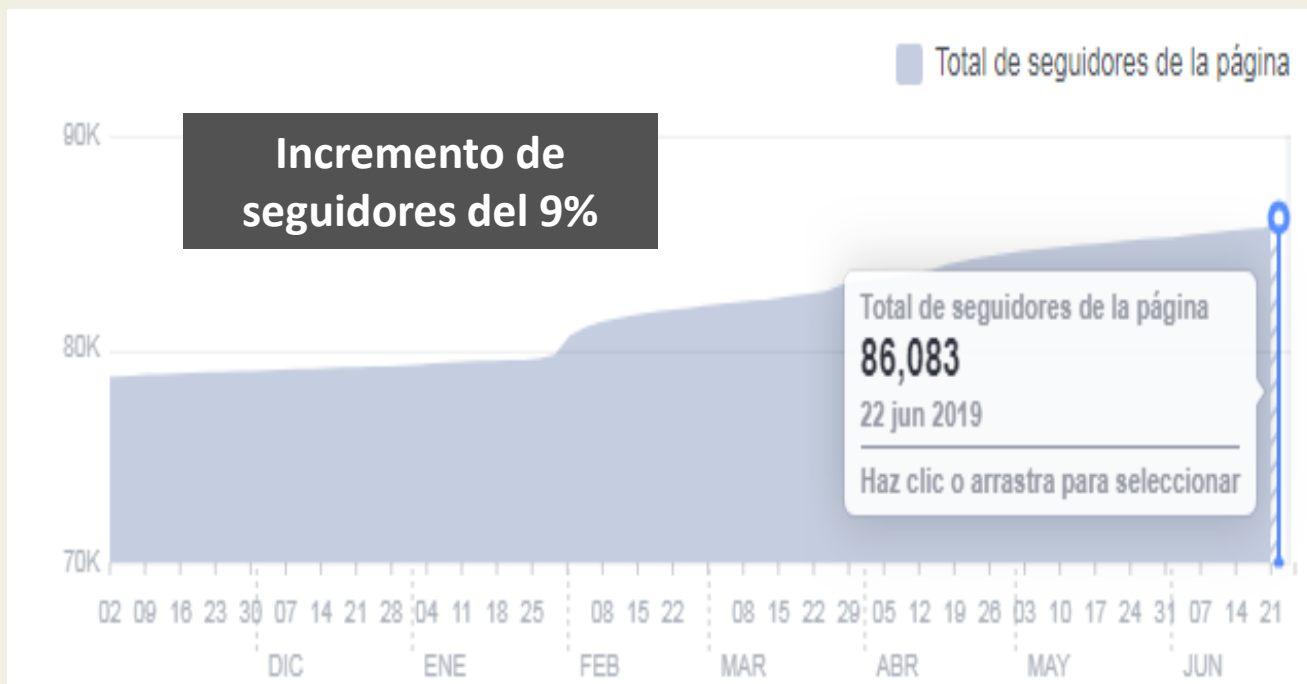 Total de seguidores de la página
90K
Incremento de
seguidores del 9%
80K
Total de seguidores de la página
86,083
22 jun 2019
Haz clic o arrastra para seleccionar
70K
02 09 16 23 30 07 14 21 28 04 11 18 25 08 15 22 08 15 22 29 05 12 19 26 03 10 17 24 31 07 14 21
DIC ENE FEB MAR ABR MAY JUN